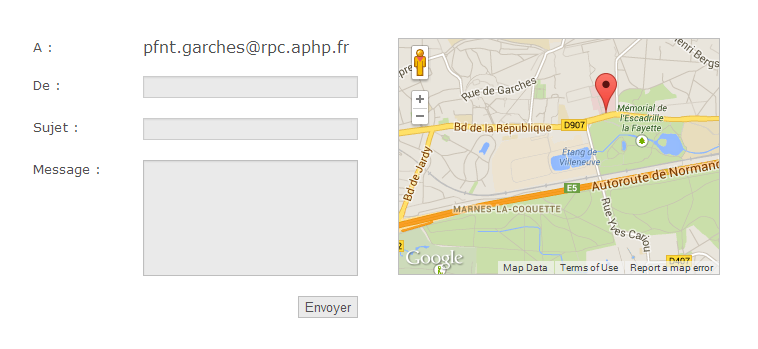 A :
pfnt.garches@rpc.aphp.fr
De :
Sujet :
Message :
Envoyer
Henri Bergs
Rue de Garches
Mémorial de
l'Escadrille
la Fayette
D907
Bd de la République
Étang de
Villeneuve
Bd de Jardy
Autoroute de Normand
E5
MARNES-LA-COQUETTE
Rue Yves Cariou
D407
Google
Map Data
Terms of Use
Report a map error